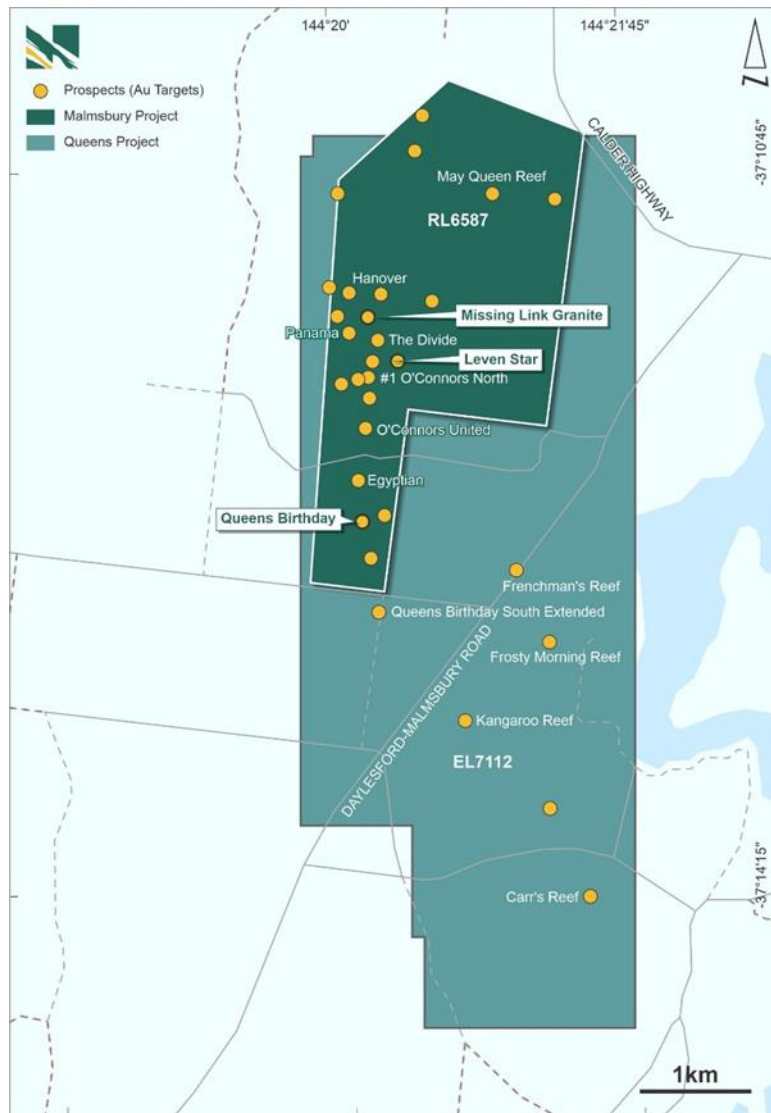 144°20'
144°21'45"
Prospects (Au Targets)
Malmsbury Project
Queens Project
N
-37°10'45"
CALDER HIGHWAY
May Queen Reef
RL6587
Hanover
Missing Link Granite
Panama
The Divide
Leven Star
#1 O'Connors North
O'Connors United
Egyptian
Queens Birthday
Frenchman's Reef
Queens Birthday South Extended
Frosty Morning Reef
DAYLESFORD-MALMSBURY ROAD
Kangaroo Reef
EL7112
-37°14'15"
Carr's Reef
1km